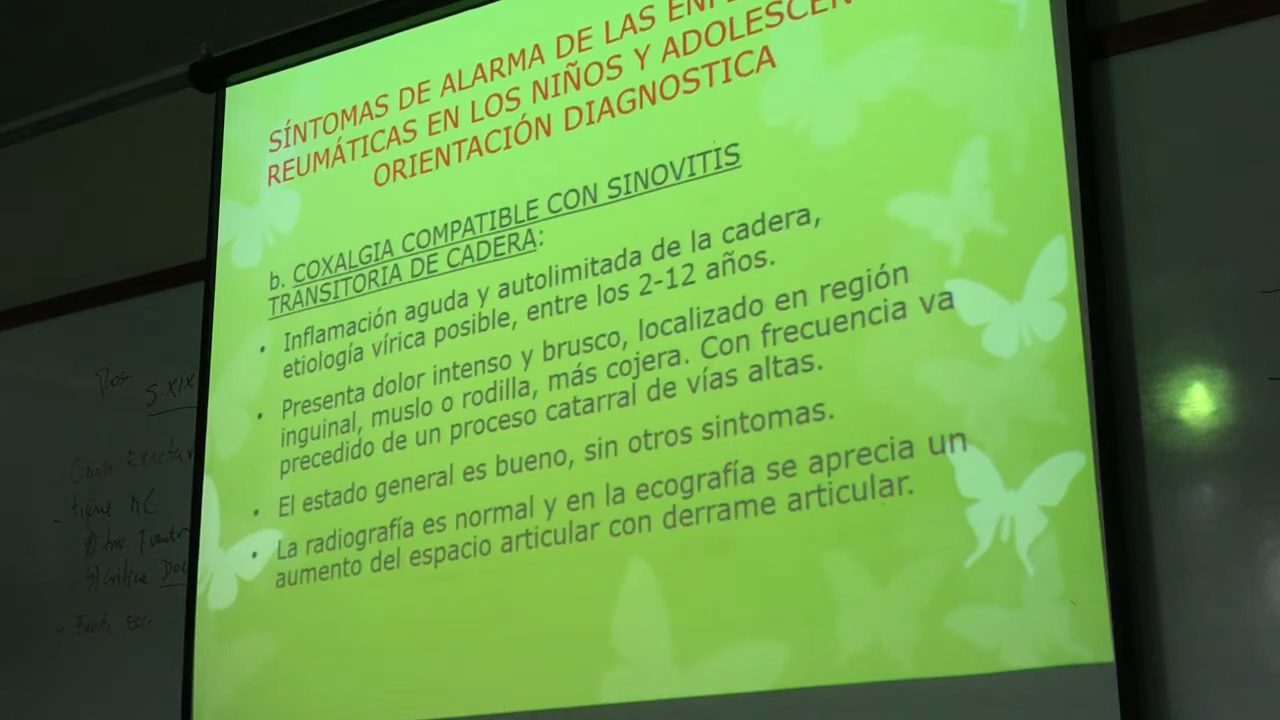 SÍNTOMAS DE ALARMA DE LAS
REUMÁTICAS EN LOS NIÑOS Y
ORIENTACIÓN DIAGNOSTICA
b. COXALGIA COMPATIBLE CON SINOVITIS
TRANSITORIA DE CADERA:
• Inflamación aguda y autolimitada de la cadera,
etiología vírica posible, entre los 2-12 años.
• Presenta dolor intenso y brusco, localizado en región
inguinal, muslo o rodilla, más cojera. Con frecuencia va
precedido de un proceso catarral de vías altas.
• El estado general es bueno, sin otros sintomas.
• La radiografía es normal y en la ecografía se aprecia un
aumento del espacio articular con derrame articular.
S. XIX
tiene MC